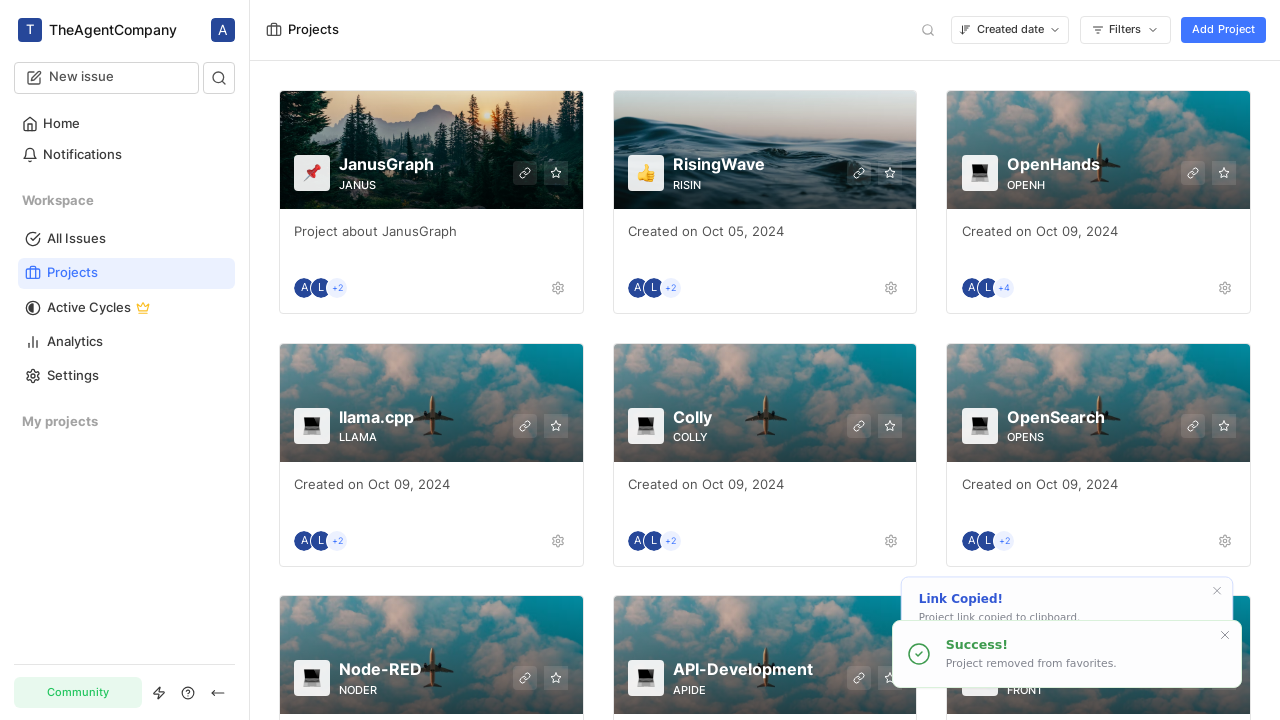 T TheAgentCompany A
New issue
Home
Notifications
Workspace
All Issues
Projects
Active Cycles
Analytics
Settings
My projects
Community
Projects
Created date
Filters
Add Project
JanusGraph
JANUS
Project about JanusGraph
A L +2
RisingWave
RISIN
Created on Oct 05, 2024
A L +2
OpenHands
OPENH
Created on Oct 09, 2024
A L +4
llama.cpp
LLAMA
Created on Oct 09, 2024
A L +2
Colly
COLLY
Created on Oct 09, 2024
A L +2
OpenSearch
OPENS
Created on Oct 09, 2024
A L +2
Node-RED
NODER
API-Development
APIDE
FRONT
Link Copied!
Project link copied to clipboard
Success!
Project removed from favorites.